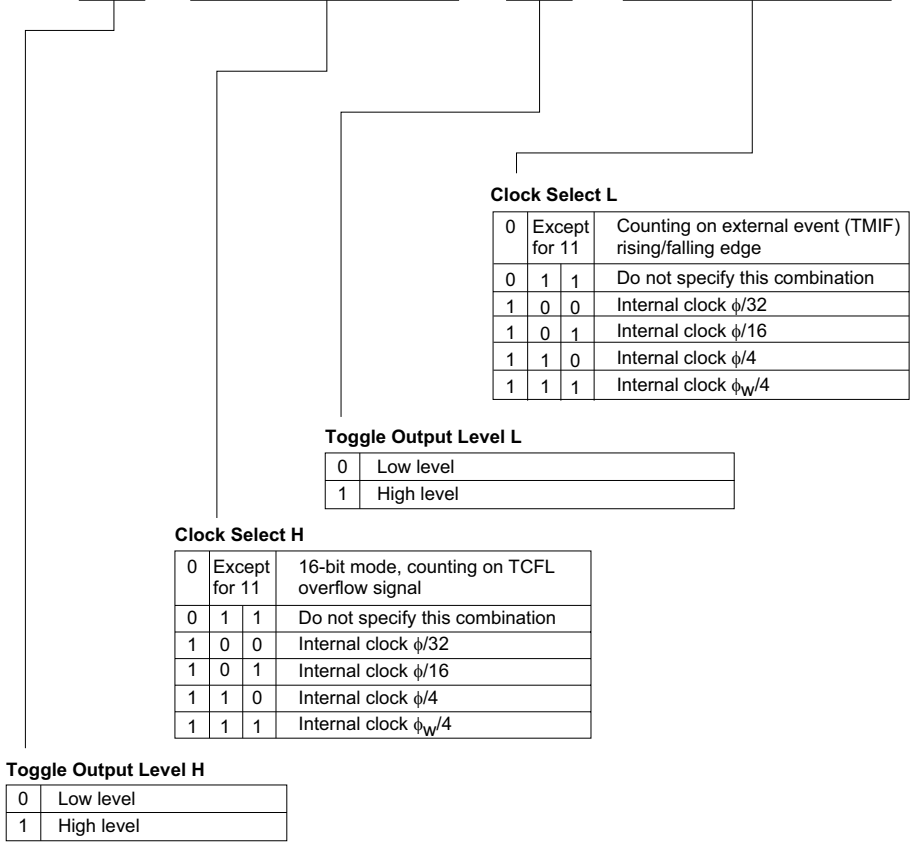 Clock Select L
0 Except for 11 Counting on external event (TMIF) rising/falling edge
0 1 1 Do not specify this combination
1 0 0 Internal clock ϕ/32
1 0 1 Internal clock ϕ/16
1 1 0 Internal clock ϕ/4
1 1 1 Internal clock ϕW/4
Toggle Output Level L
0 Low level
1 High level
Clock Select H
0 Except for 11 16-bit mode, counting on TCFL overflow signal
0 1 1 Do not specify this combination
1 0 0 Internal clock ϕ/32
1 0 1 Internal clock ϕ/16
1 1 0 Internal clock ϕ/4
1 1 1 Internal clock ϕW/4
Toggle Output Level H
0 Low level
1 High level